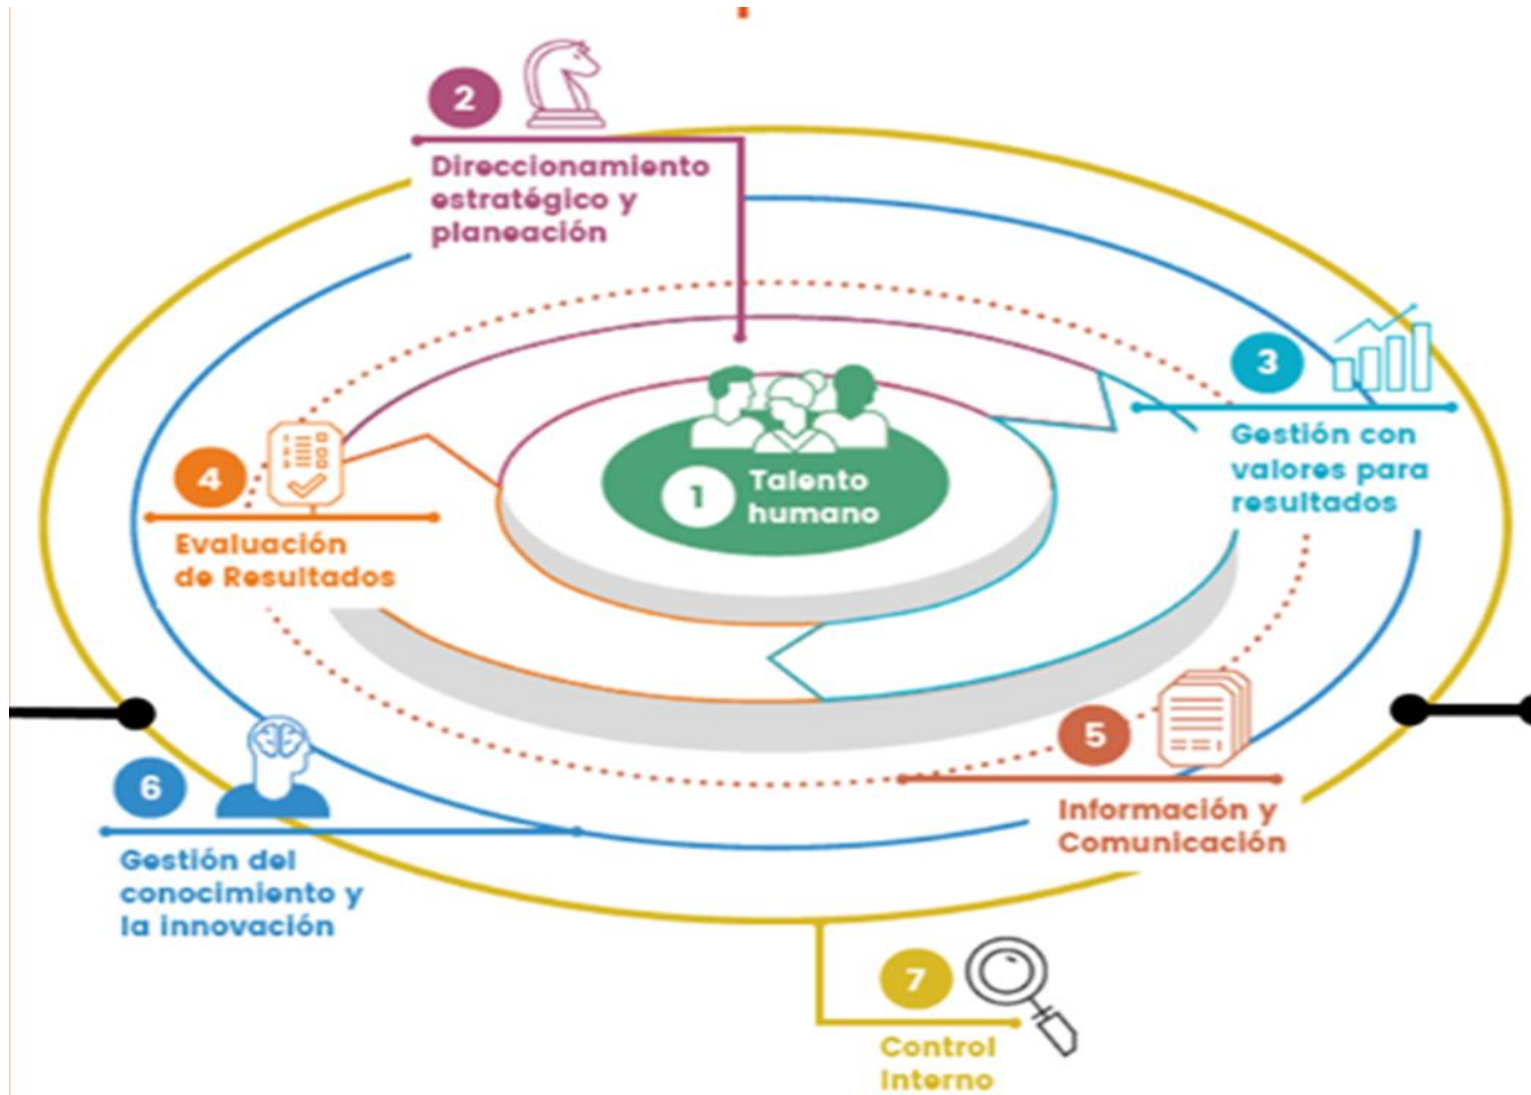 2
Direccionamiento
estratégico y
planeación
3
Gestión con
valores para
resultados
1
Talento
humano
4
Evaluación
de Resultados
5
Información y
Comunicación
6
Gestión del
conocimiento y
la innovación
7
Control
Interno